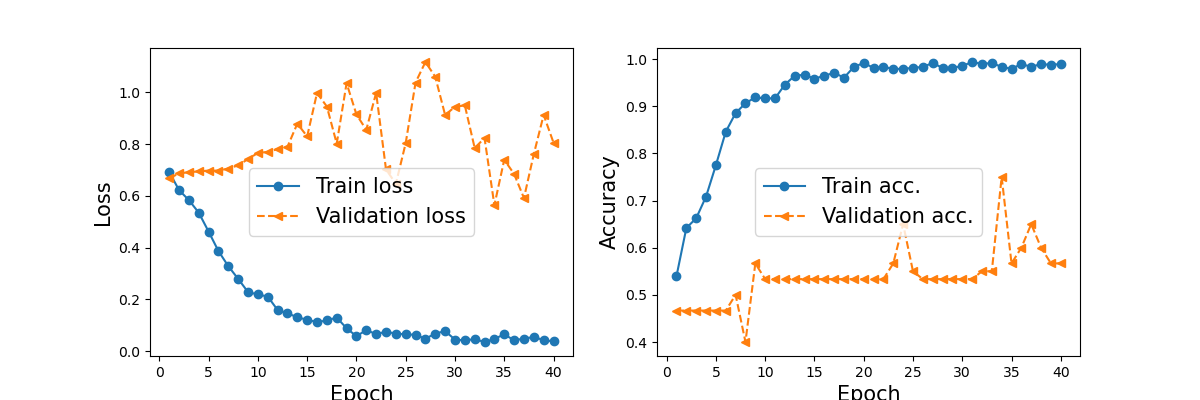 Loss
1.0
0.8
0.6
0.4
0.2
0.0
Train loss
Validation loss
0 5 10 15 20 25 30 35 40
Epoch
Accuracy
1.0
0.9
0.8
0.7
0.6
0.5
0.4
Train acc.
Validation acc.
0 5 10 15 20 25 30 35 40
Epoch